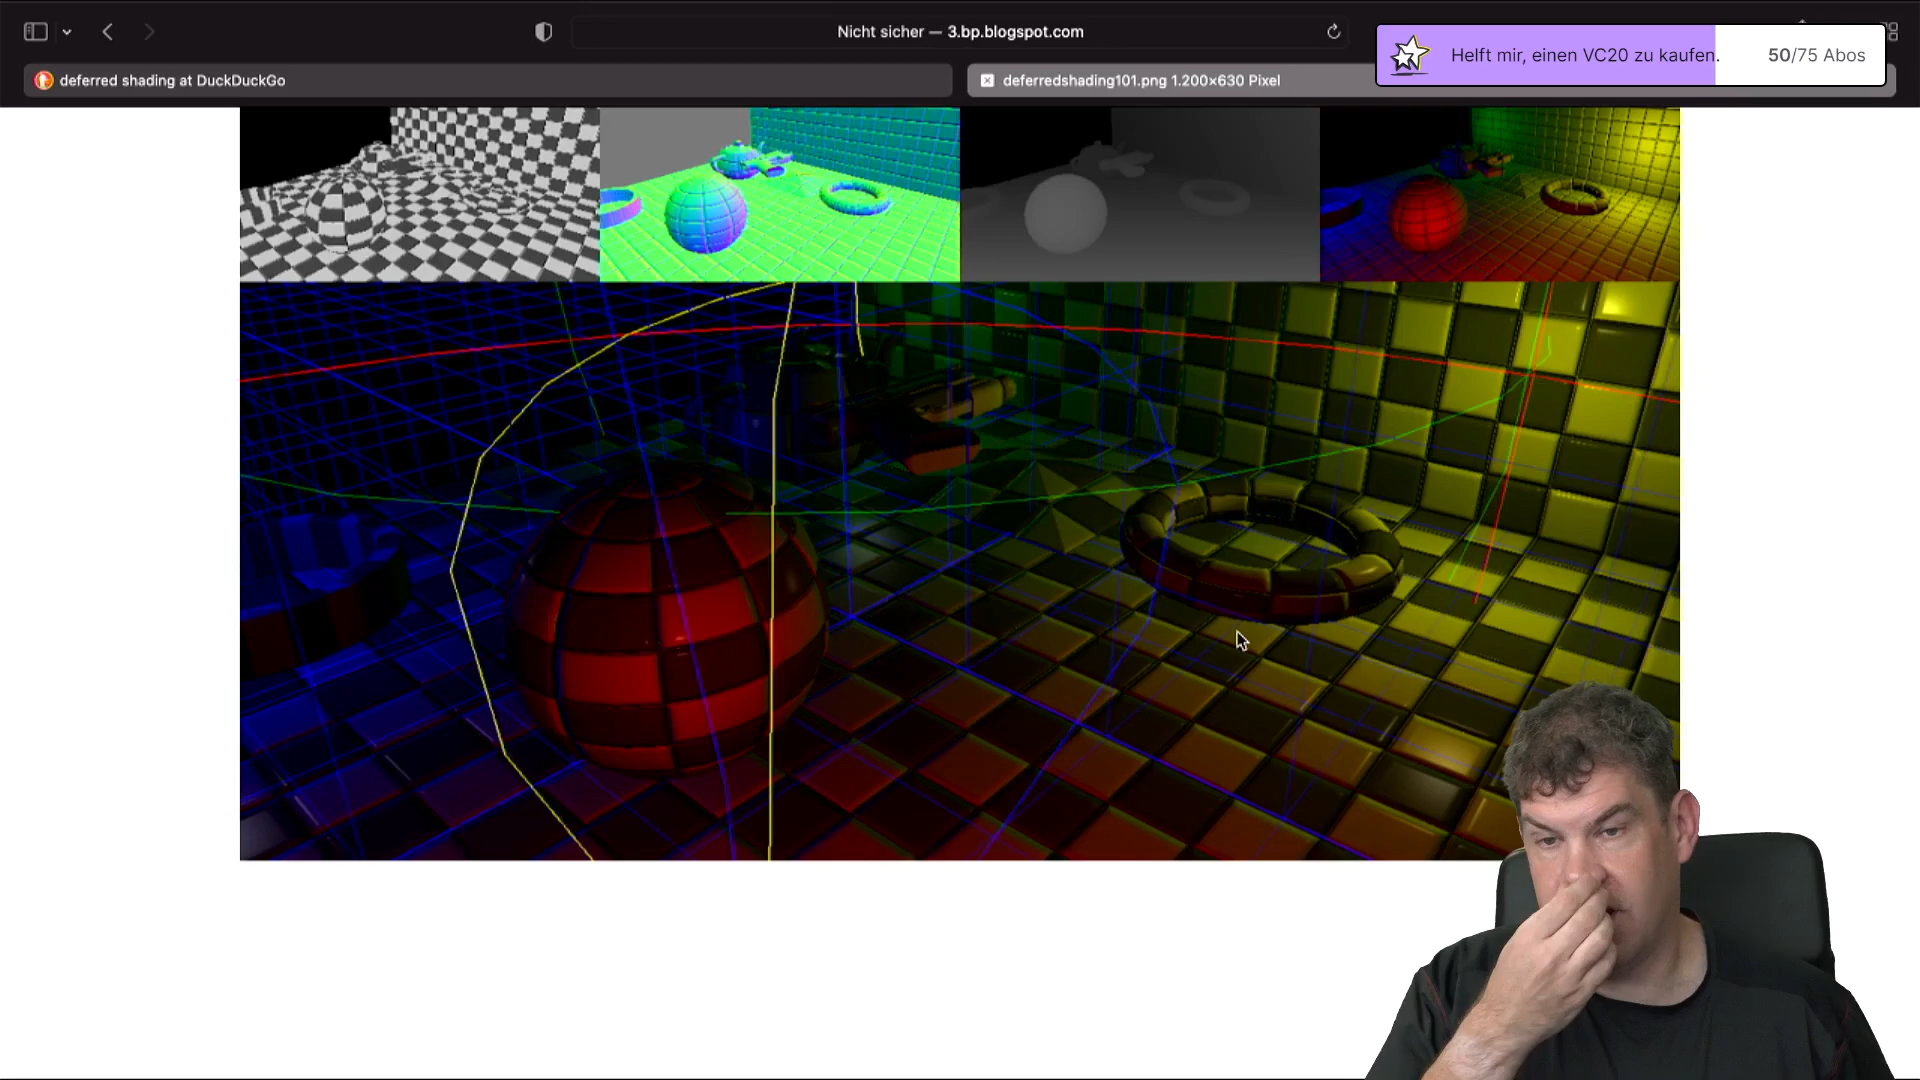 Nicht sicher — 3.bp.blogspot.com
Helft mir, einen VC20 zu kaufen.
50/75 Abos
deferred shading at DuckDuckGo
deferredshading101.png 1.200×630 Pixel